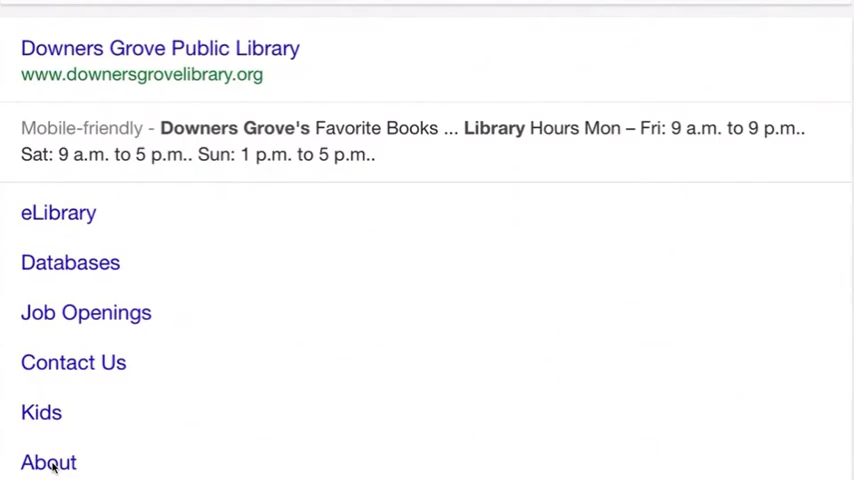 Downers Grove Public Library
www.downersgrovelibrary.org
Mobile-friendly - Downers Grove's Favorite Books ... Library Hours Mon – Fri: 9 a.m. to 9 p.m..
Sat: 9 a.m. to 5 p.m.. Sun: 1 p.m. to 5 p.m..
eLibrary
Databases
Job Openings
Contact Us
Kids
About